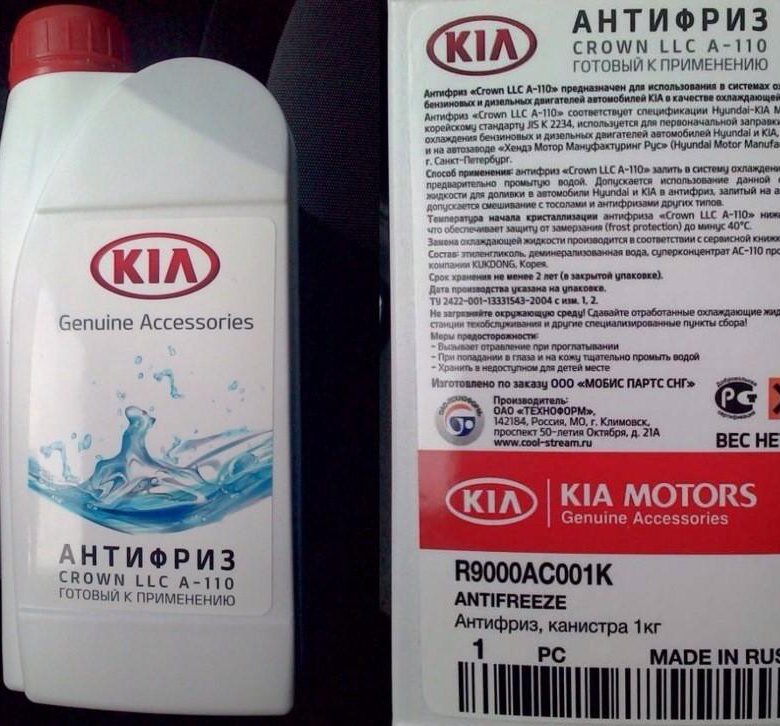 KIA
Genuine Accessories
АНТИФРИЗ
CROWN LLC A-110
ГОТОВЫЙ К ПРИМЕНЕНИЮ
KIA
АНТИФРИЗ
CROWN LLC A-110
ГОТОВЫЙ К ПРИМЕНЕНИЮ
Антифриз «Crown LLC A-110» предназначен для использования в системах
бензиновых и дизельных двигателей автомобилей KIA в качестве охлаждающей
Антифриз «Crown LLC A-110» соответствует спецификации Hyundai-KIA
корейскому стандарту JIS K 2234, используется для первоначальной заправки
охлаждения бензиновых и дизельных двигателей автомобилей Hyundai и KIA,
и на автозаводе «Хендэ Мотор Мануфактуринг Рус» (Hyundai Motor
г. Санкт-Петербург.
Способ применения: антифриз «Crown LLC A-110» залить в систему
предварительно промытую водой. Допускается использование данной
жидкости для доливки в автомобили Hyundai и KIA в антифриз, залитый на
допускается смешивание с тосолами и антифризами других типов.
Температура начала кристаллизации антифриза «Crown LLC A-110»
что обеспечивает защиту от замерзания (frost protection) до минус 40°С.
Замена охлаждающей жидкости производится в соответствии с сервисной
Состав: этиленгликоль, деминерализованная вода, суперконцентрат AC-110
компании KUKDONG, Корея.
Срок хранения не менее 2 лет (в закрытой упаковке).
Дата производства указана на упаковке.
ТУ 2422-001-13331543-2004 с изм. 1, 2.
Не загрязняйте окружающую среду! Сдавайте отработанные охлаждающие
станции техобслуживания и другие специализированные пункты сбора!
Меры предосторожности:
- Вызывает отравление при проглатывании
- При попадании в глаза и на кожу тщательно промыть водой
- Хранить в недоступном для детей месте
Изготовлено по заказу ООО «МОБИС ПАРТС СНГ»
Производитель:
ОАО «ТЕХНОФОРМ»,
142184, Россия, МО, г. Климовск,
проспект 50-летия Октября, д. 21А
www.cool-stream.ru
ВЕС
KIA KIA MOTORS
Genuine Accessories
R9000AC001K
ANTIFREEZE
Антифриз, канистра 1кг
1 PC MADE IN